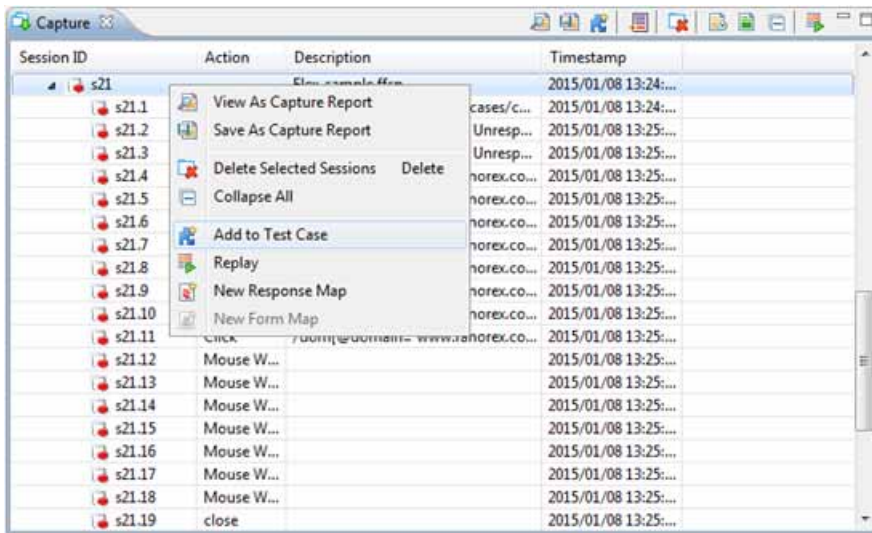 Capture
Session ID Action Description Timestamp
s21 Flex sample.ffsp 2015/01/08 13:24:...
s21.1 cases/c... 2015/01/08 13:24:...
s21.2 Unresp... 2015/01/08 13:25:...
s21.3 Unresp... 2015/01/08 13:25:...
s21.4 norex.co... 2015/01/08 13:25:...
s21.5 norex.co... 2015/01/08 13:25:...
s21.6 norex.co... 2015/01/08 13:25:...
s21.7 norex.co... 2015/01/08 13:25:...
s21.8 norex.co... 2015/01/08 13:25:...
s21.9 norex.co... 2015/01/08 13:25:...
s21.10 norex.co... 2015/01/08 13:25:...
s21.11 Click /dom[@domain='www.ranorex.co... 2015/01/08 13:25:...
s21.12 Mouse W... 2015/01/08 13:25:...
s21.13 Mouse W... 2015/01/08 13:25:...
s21.14 Mouse W... 2015/01/08 13:25:...
s21.15 Mouse W... 2015/01/08 13:25:...
s21.16 Mouse W... 2015/01/08 13:25:...
s21.17 Mouse W... 2015/01/08 13:25:...
s21.18 Mouse W... 2015/01/08 13:25:...
s21.19 close 2015/01/08 13:25:...
View As Capture Report
Save As Capture Report
Delete Selected Sessions Delete
Collapse All
Add to Test Case
Replay
New Response Map
New Form Map